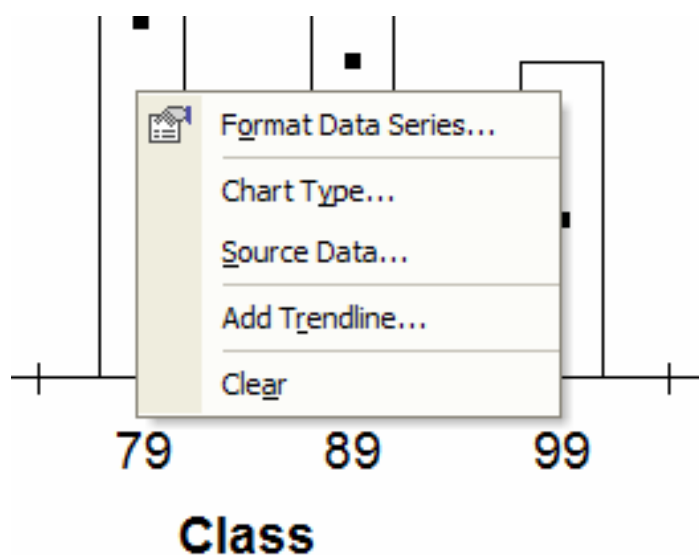 Format Data Series...
Chart Type...
Source Data...
Add Trendline...
Clear
79 89 99
Class